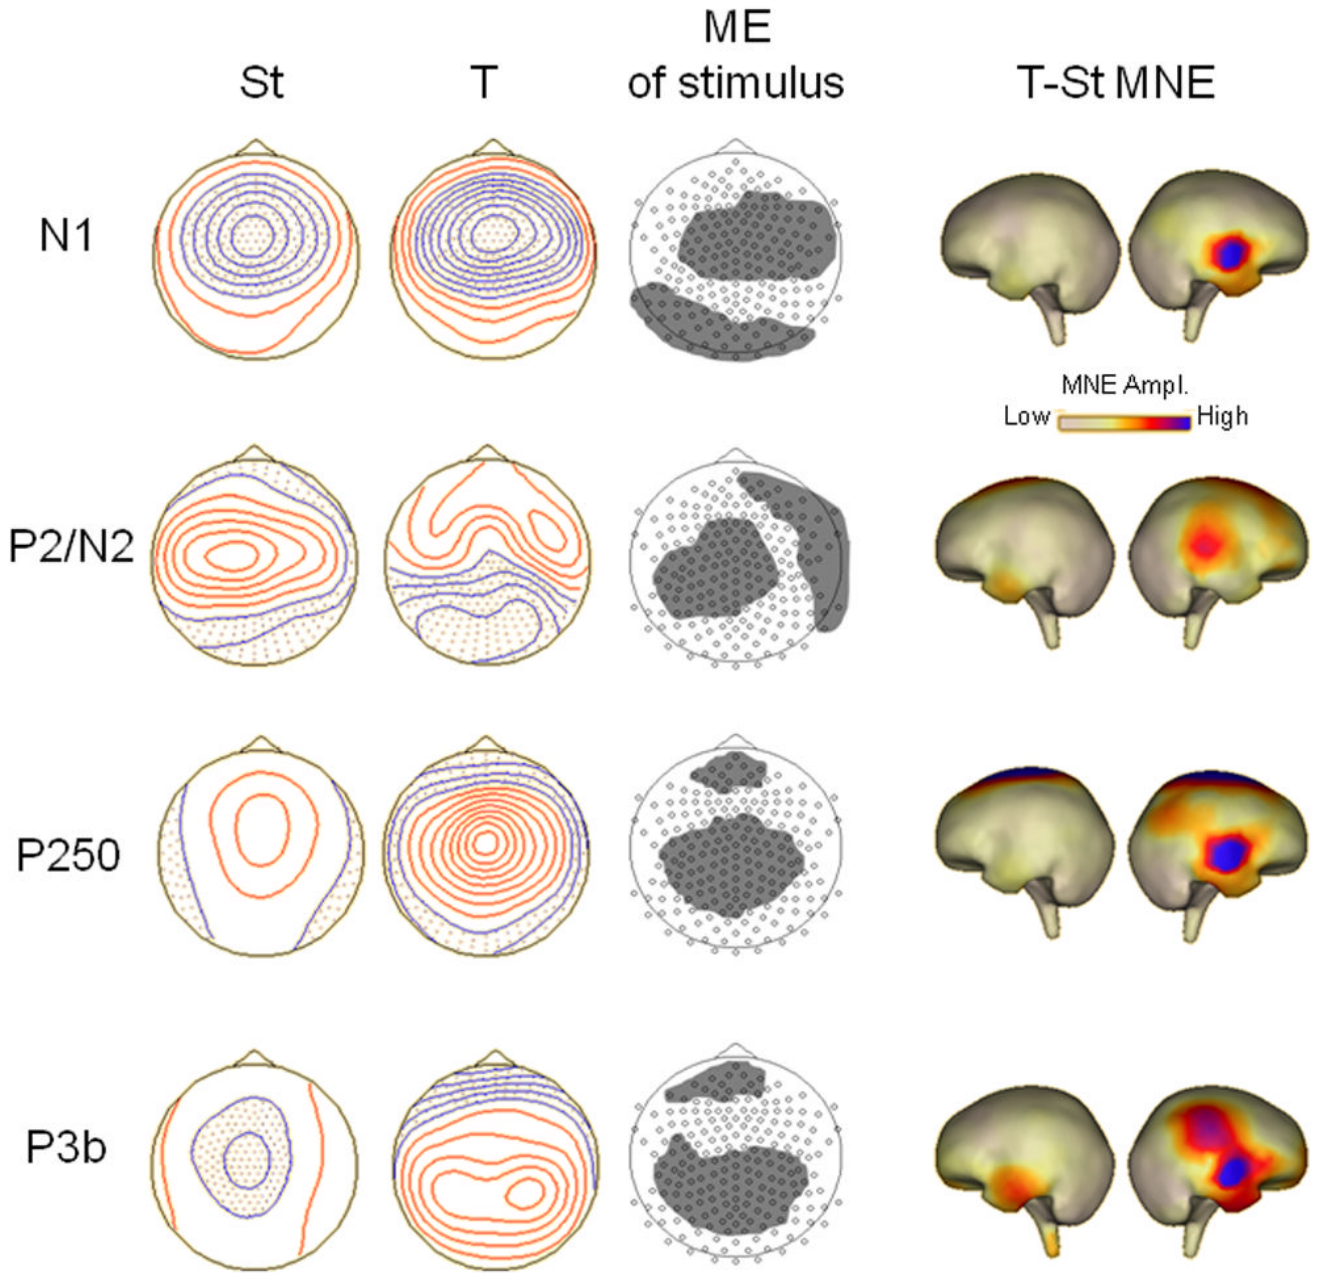 ME
St T of stimulus T-St MNE
N1
MNE Ampl.
Low High
P2/N2
P250
P3b